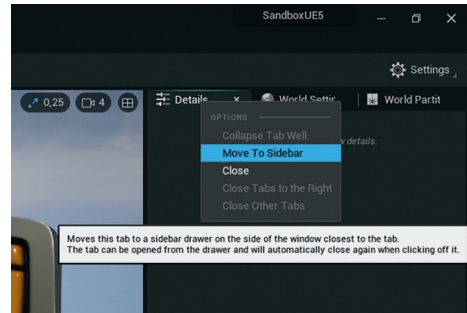 SandboxUE5
Settings
0,25
4
Details
World Settir
World Partit
OPTIONS
Collapse Tab Well
details.
Move To Sidebar
Close
Close Tabs to the Right
Close Other Tabs
Moves this tab to a sidebar drawer on the side of the window closest to the tab.
The tab can be opened from the drawer and will automatically close again when clicking off it.